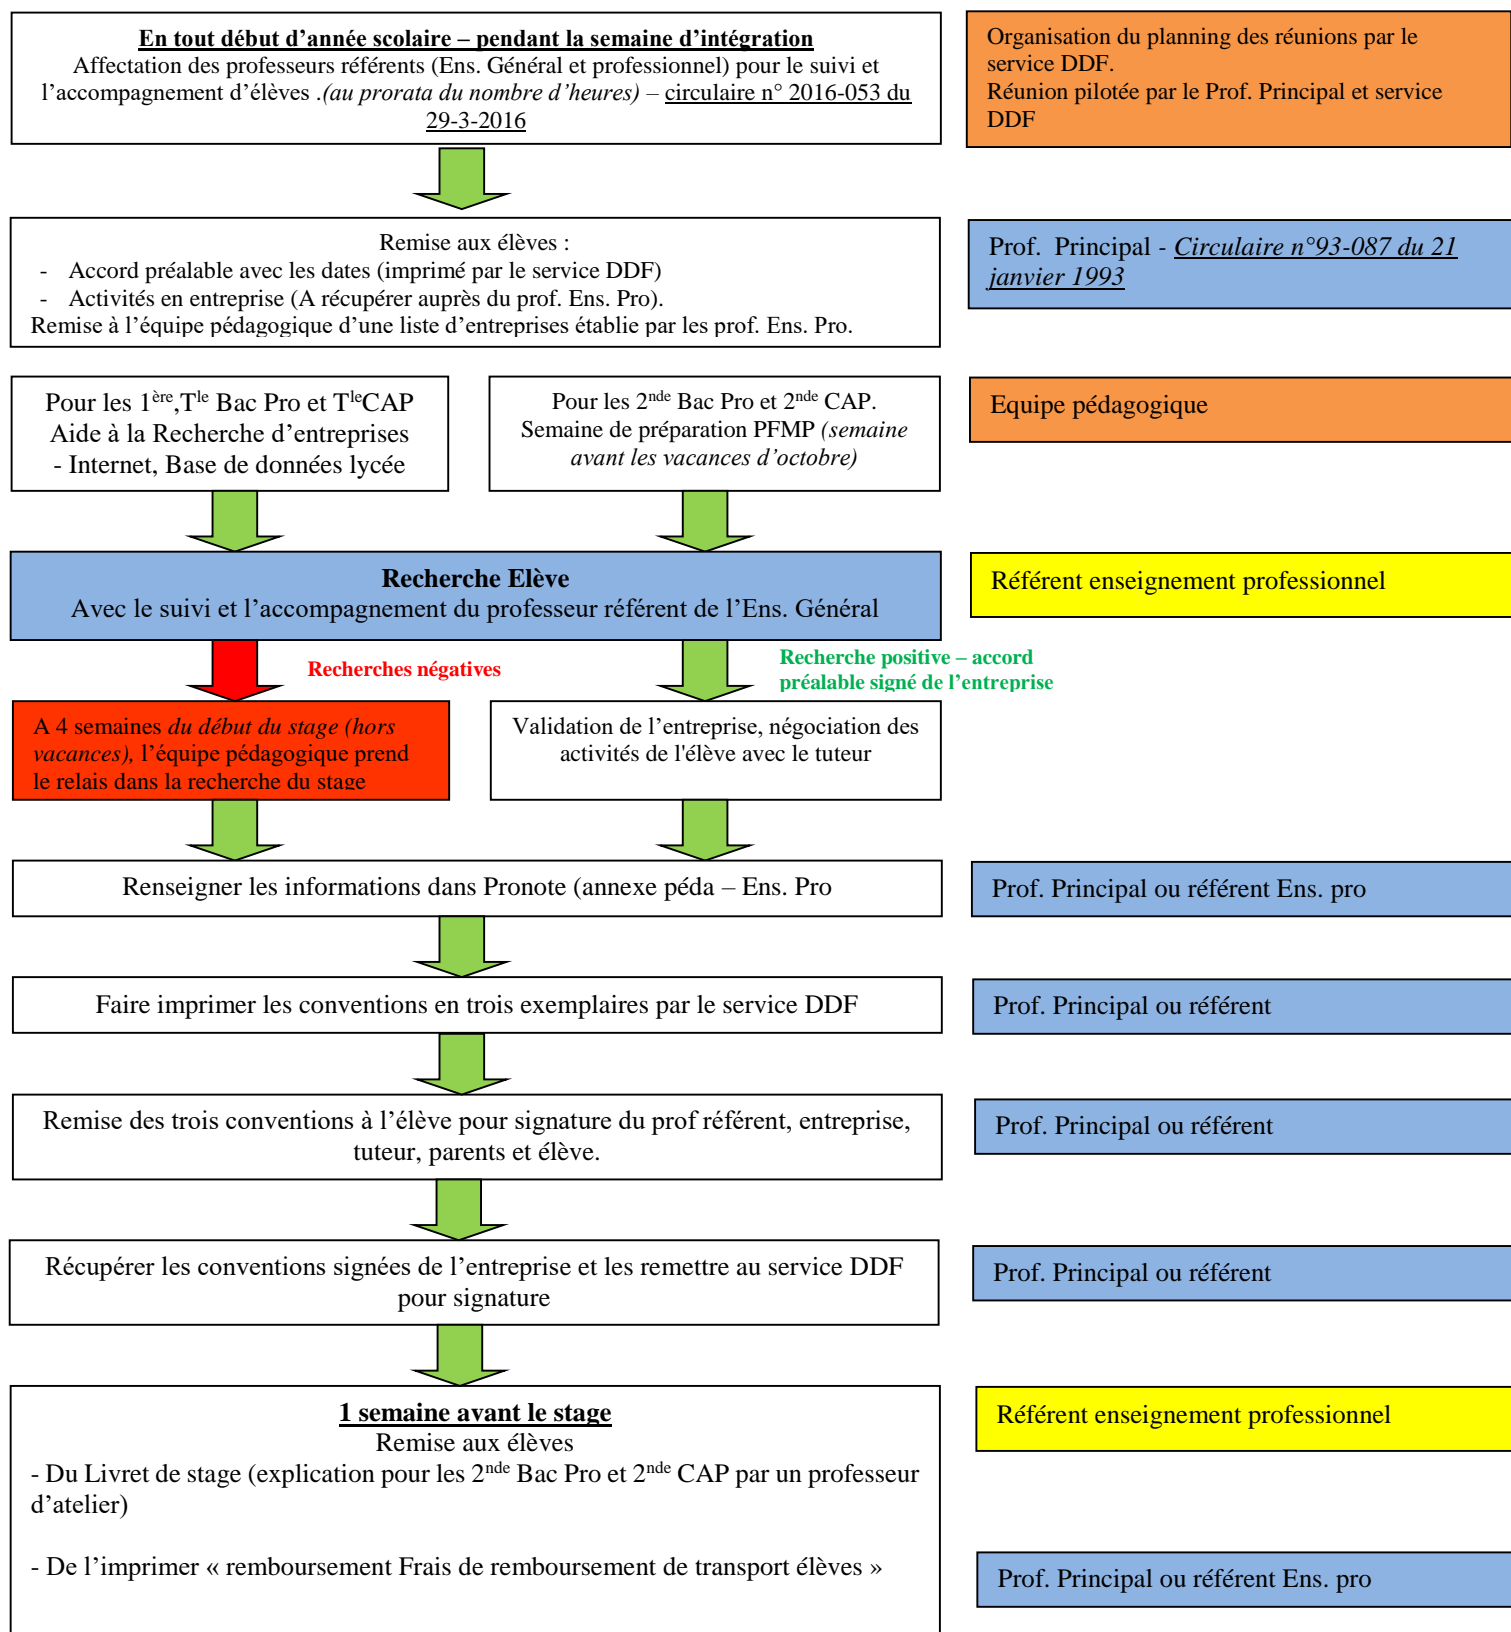 En tout début d’année scolaire – pendant la semaine d’intégration
Affectation des professeurs référents (Ens. Général et professionnel) pour le suivi et
l’accompagnement d’élèves .(au prorata du nombre d’heures) – circulaire n° 2016-053 du
29-3-2016
Organisation du planning des réunions par le
service DDF.
Réunion pilotée par le Prof. Principal et service
DDF
Remise aux élèves :
- Accord préalable avec les dates (imprimé par le service DDF)
- Activités en entreprise (A récupérer auprès du prof. Ens. Pro).
Remise à l’équipe pédagogique d’une liste d’entreprises établie par les prof. Ens. Pro.
Prof. Principal - Circulaire n°93-087 du 21
janvier 1993
Pour les 1ère,Tle Bac Pro et TleCAP
Aide à la Recherche d’entreprises
- Internet, Base de données lycée
Pour les 2nde Bac Pro et 2nde CAP.
Semaine de préparation PFMP (semaine
avant les vacances d’octobre)
Equipe pédagogique
Recherche Elève
Avec le suivi et l’accompagnement du professeur référent de l’Ens. Général
Référent enseignement professionnel
Recherches négatives
Recherche positive – accord
préalable signé de l’entreprise
A 4 semaines du début du stage (hors
vacances), l’équipe pédagogique prend
le relais dans la recherche du stage
Validation de l’entreprise, négociation des
activités de l'élève avec le tuteur
Renseigner les informations dans Pronote (annexe péda – Ens. Pro
Prof. Principal ou référent Ens. pro
Faire imprimer les conventions en trois exemplaires par le service DDF
Prof. Principal ou référent
Remise des trois conventions à l’élève pour signature du prof référent, entreprise,
tuteur, parents et élève.
Prof. Principal ou référent
Récupérer les conventions signées de l’entreprise et les remettre au service DDF
pour signature
Prof. Principal ou référent
1 semaine avant le stage
Remise aux élèves
- Du Livret de stage (explication pour les 2nde Bac Pro et 2nde CAP par un professeur
d’atelier)
- De l’imprimer « remboursement Frais de remboursement de transport élèves »
Référent enseignement professionnel
Prof. Principal ou référent Ens. pro